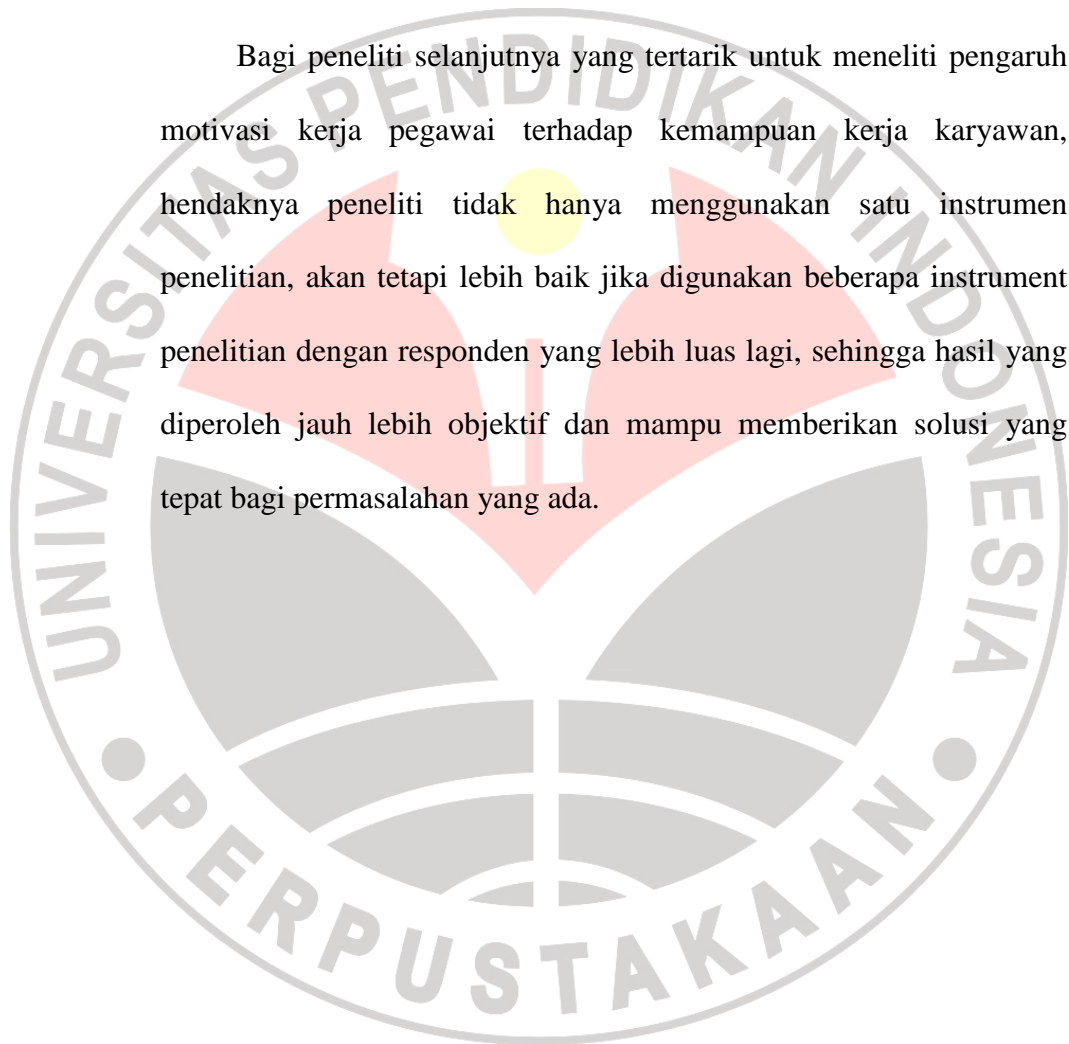 Bagi peneliti selanjutnya yang tertarik untuk meneliti pengaruh
motivasi kerja pegawai terhadap kemampuan kerja karyawan,
hendaknya peneliti tidak hanya menggunakan satu instrumen
penelitian, akan tetapi lebih baik jika digunakan beberapa instrument
penelitian dengan responden yang lebih luas lagi, sehingga hasil yang
diperoleh jauh lebih objektif dan mampu memberikan solusi yang
tepat bagi permasalahan yang ada.
UNIVERSITAS PENDIDIKAN INDONESIA
PERPUSTAKAAN